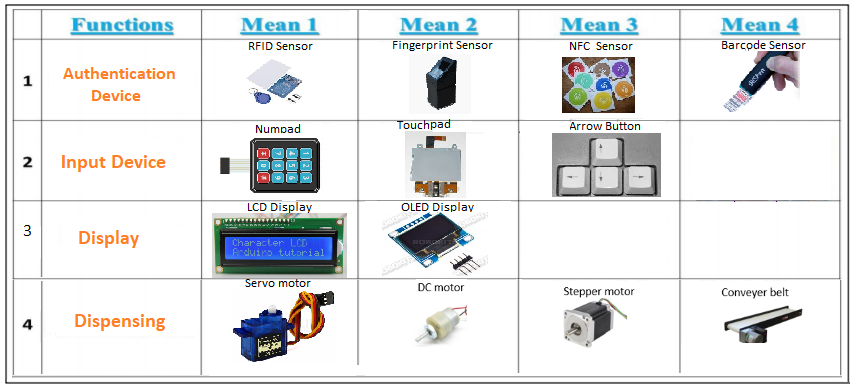 Functions Mean 1 Mean 2 Mean 3 Mean 4
1 Authentication Device
RFID Sensor
Fingerprint Sensor
NFC Sensor
Barcode Sensor
2 Input Device
Numpad
Touchpad
Arrow Button
3 Display
LCD Display
Character LCD
Arduino tutorial
OLED Display
4 Dispensing
Servo motor
DC motor
Stepper motor
Conveyer belt